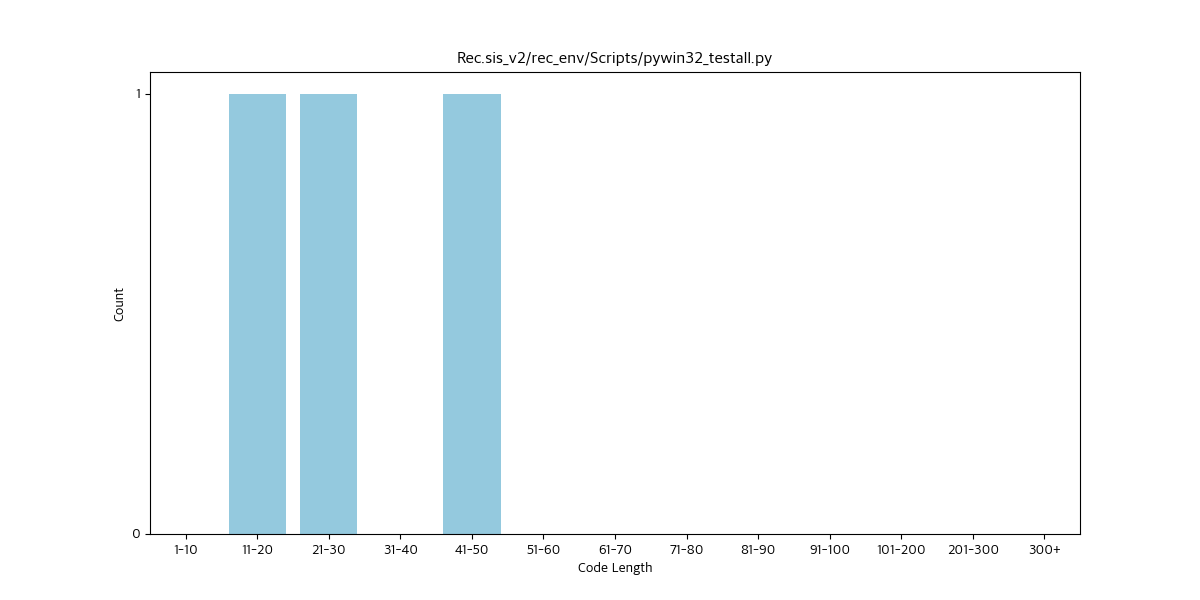 Rec.sis_v2/rec_env/Scripts/pywin32_testall.py
1
Count
0
1-10 11-20 21-30 31-40 41-50 51-60 61-70 71-80 81-90 91-100 101-200 201-300 300+
Code Length